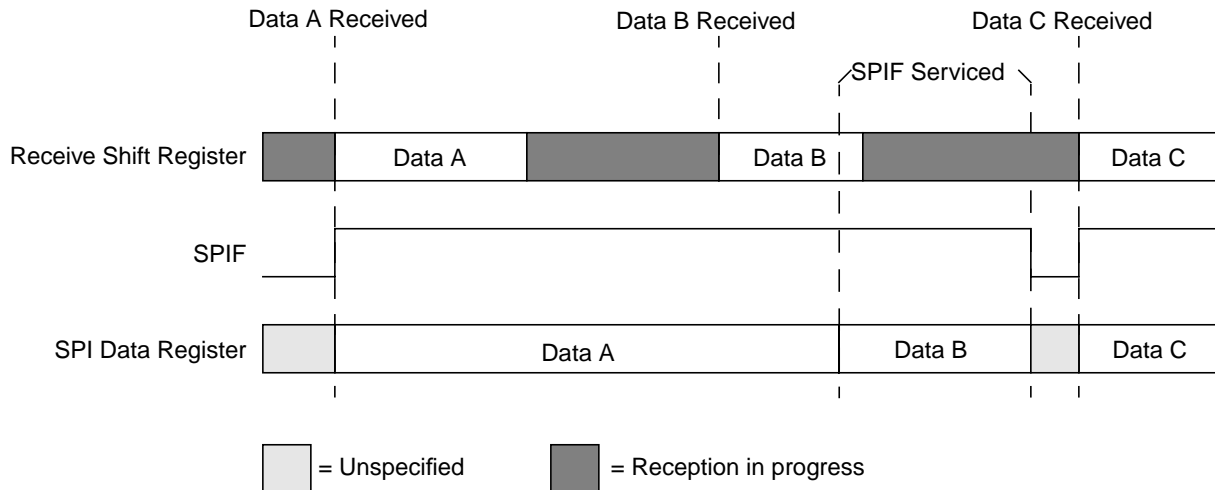 Data A Received
Data B Received
Data C Received
SPIF Serviced
Receive Shift Register
Data A
Data B
Data C
SPIF
SPI Data Register
Data A
Data B
Data C
= Unspecified
= Reception in progress